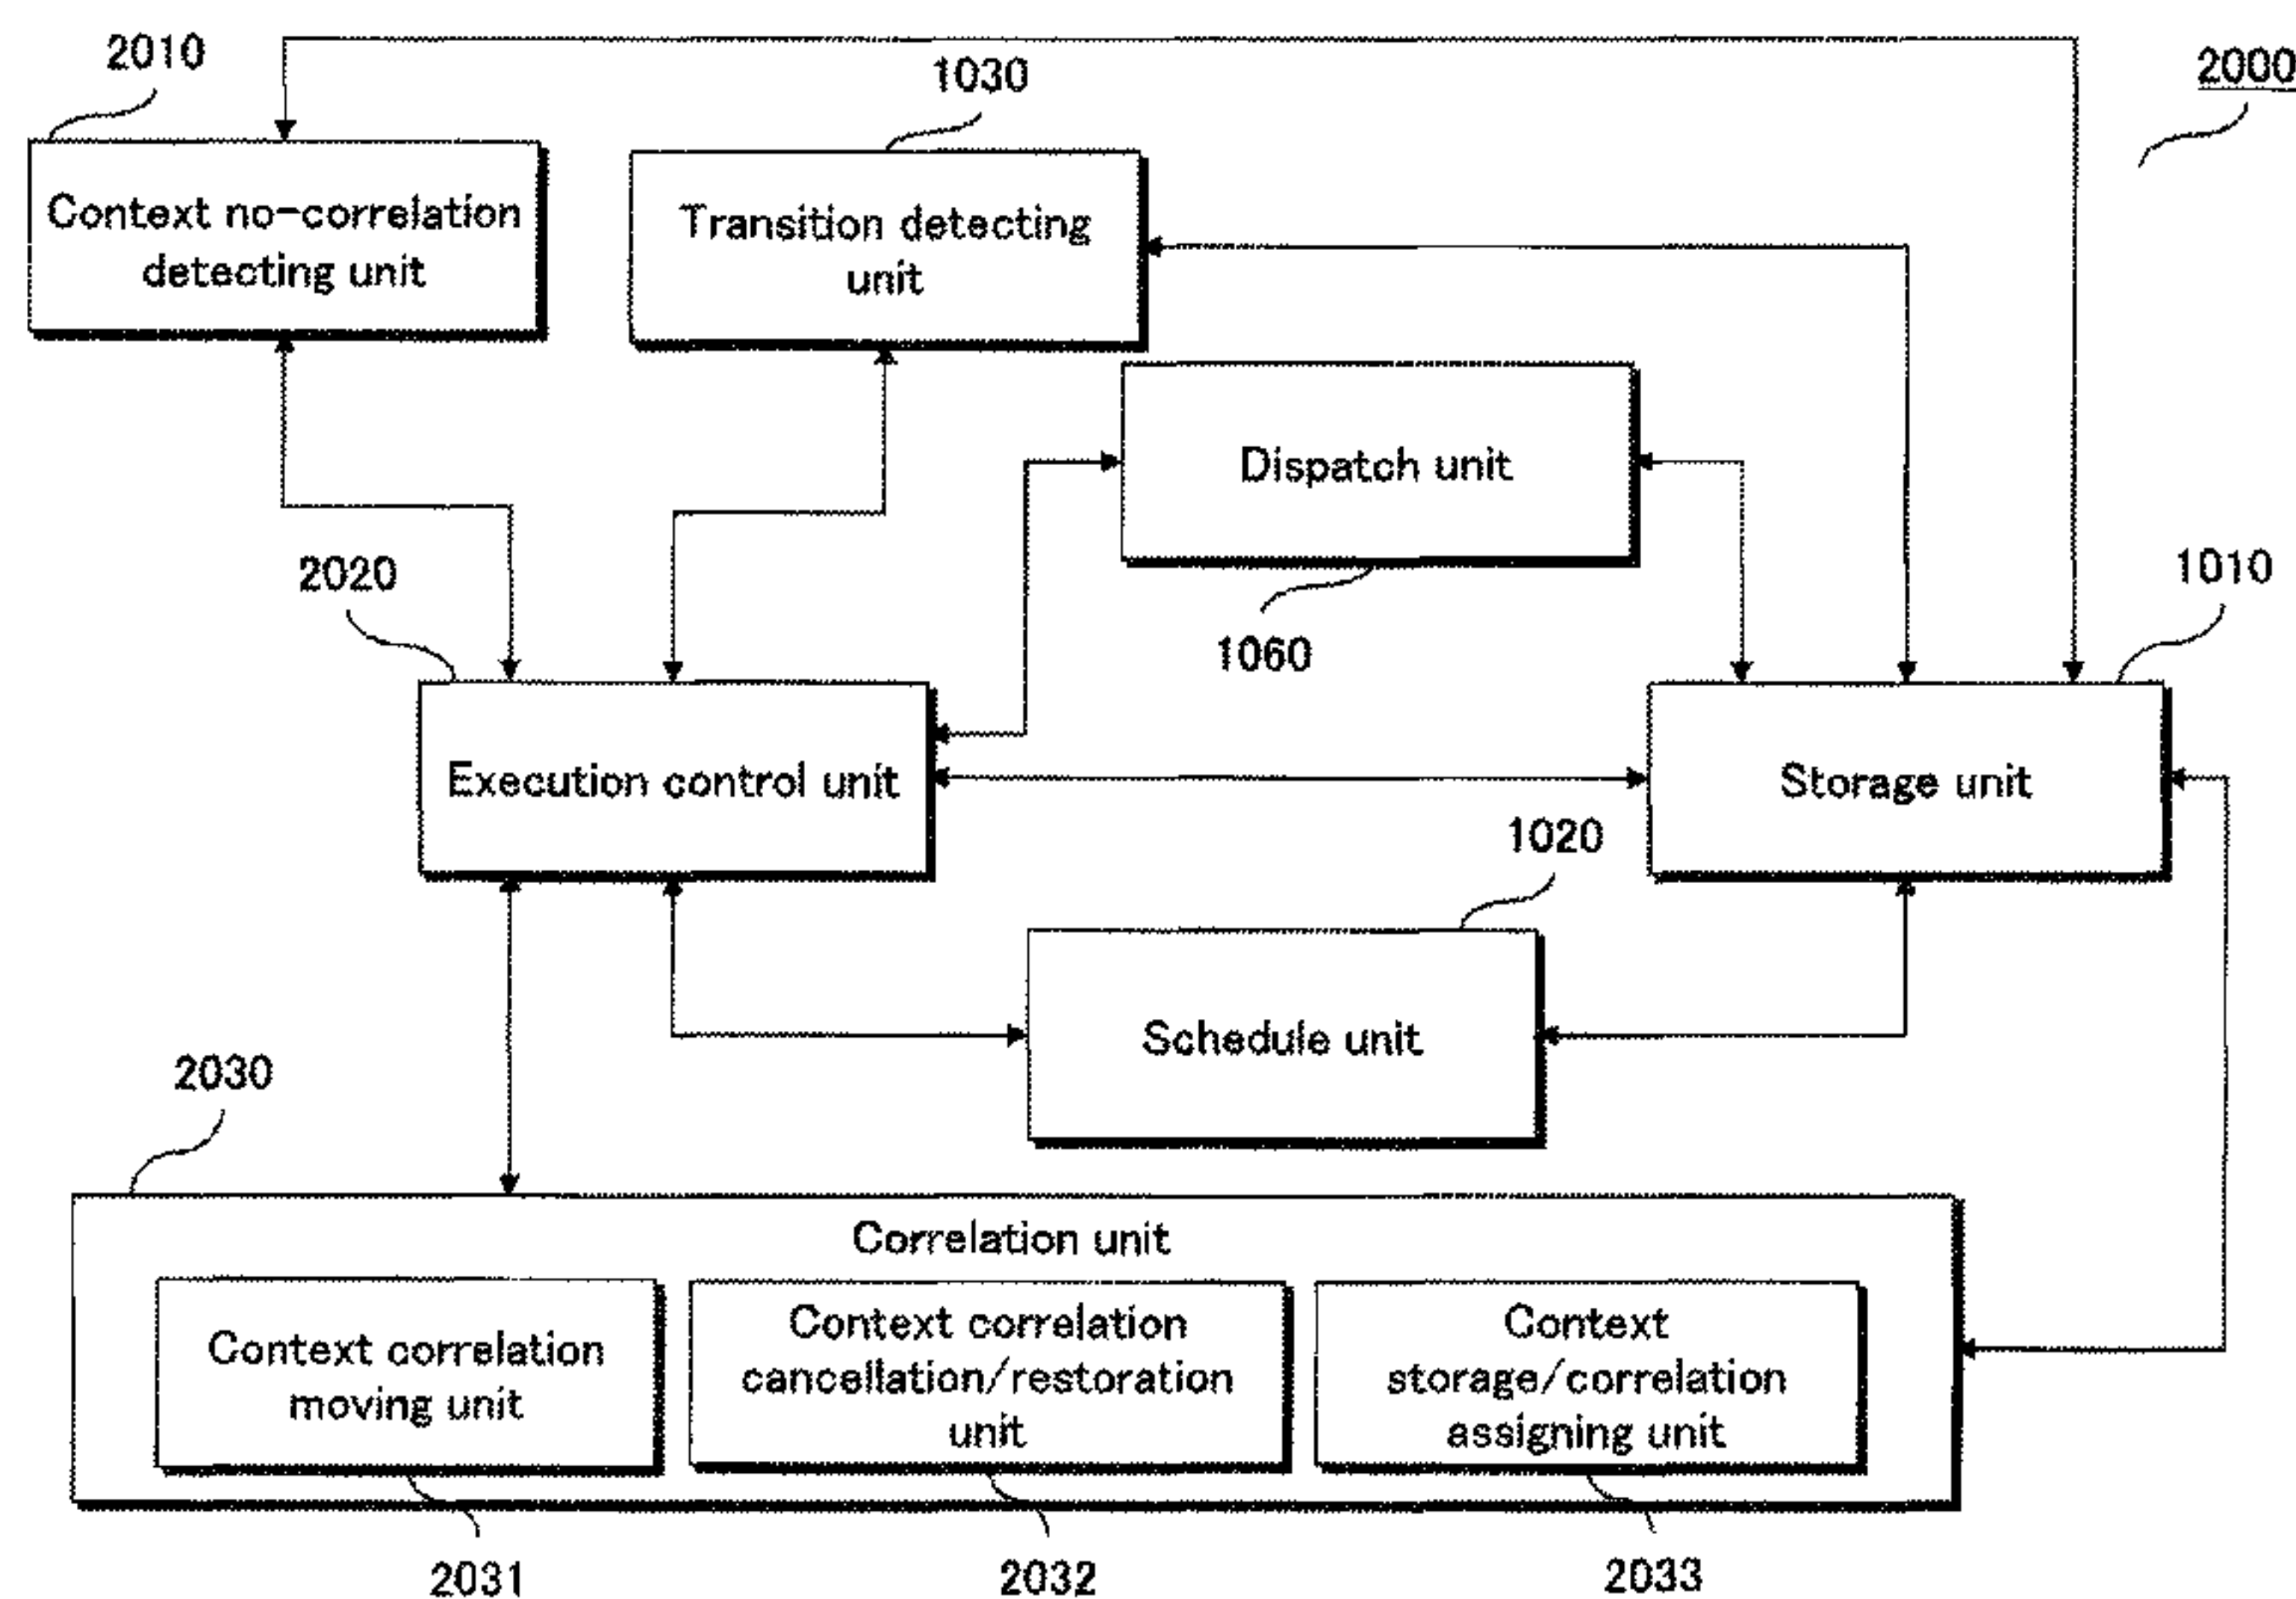 2010
1030
2000
Context no-correlation
detecting unit
Transition detecting
unit
Dispatch unit
2020
1060
1010
Execution control unit
Storage unit
1020
Schedule unit
2030
Correlation unit
Context correlation
moving unit
Context correlation
cancellation/restoration
unit
Context
storage/correlation
assigning unit
2031
2032
2033